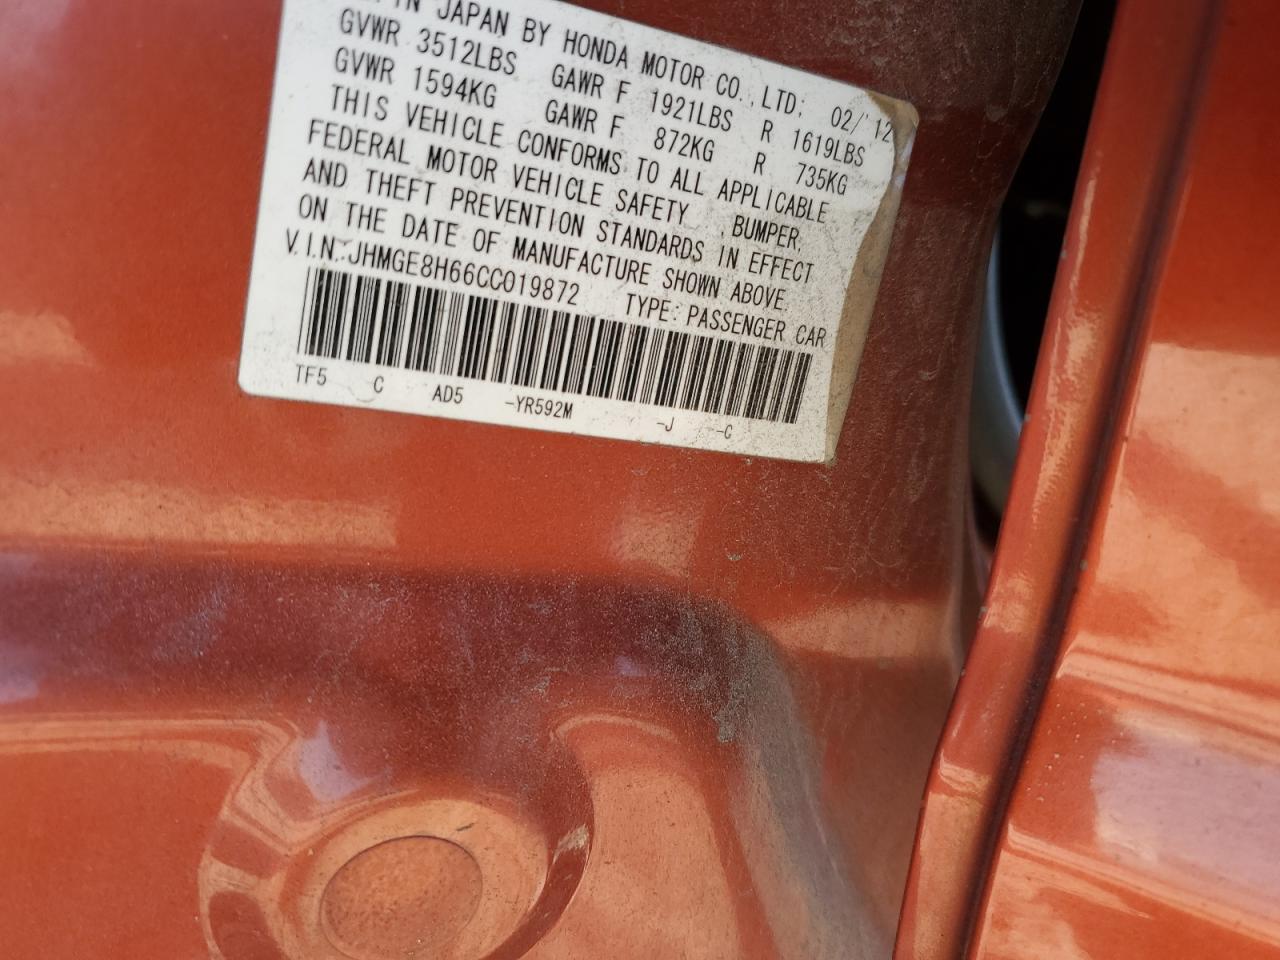 IN JAPAN BY HONDA MOTOR CO.,LTD; 02/'12
GVWR 3512LBS GAWR F 1921LBS R 1619LBS
GVWR 1594KG GAWR F 872KG R 735KG
THIS VEHICLE CONFORMS TO ALL APPLICABLE
FEDERAL MOTOR VEHICLE SAFETY ,BUMPER,
AND THEFT PREVENTION STANDARDS IN EFFECT
ON THE DATE OF MANUFACTURE SHOWN ABOVE.
V.I.N.:JHMGE8H66CC019872 TYPE:PASSENGER CAR
TF5 C AD5 -YR592M -J -C